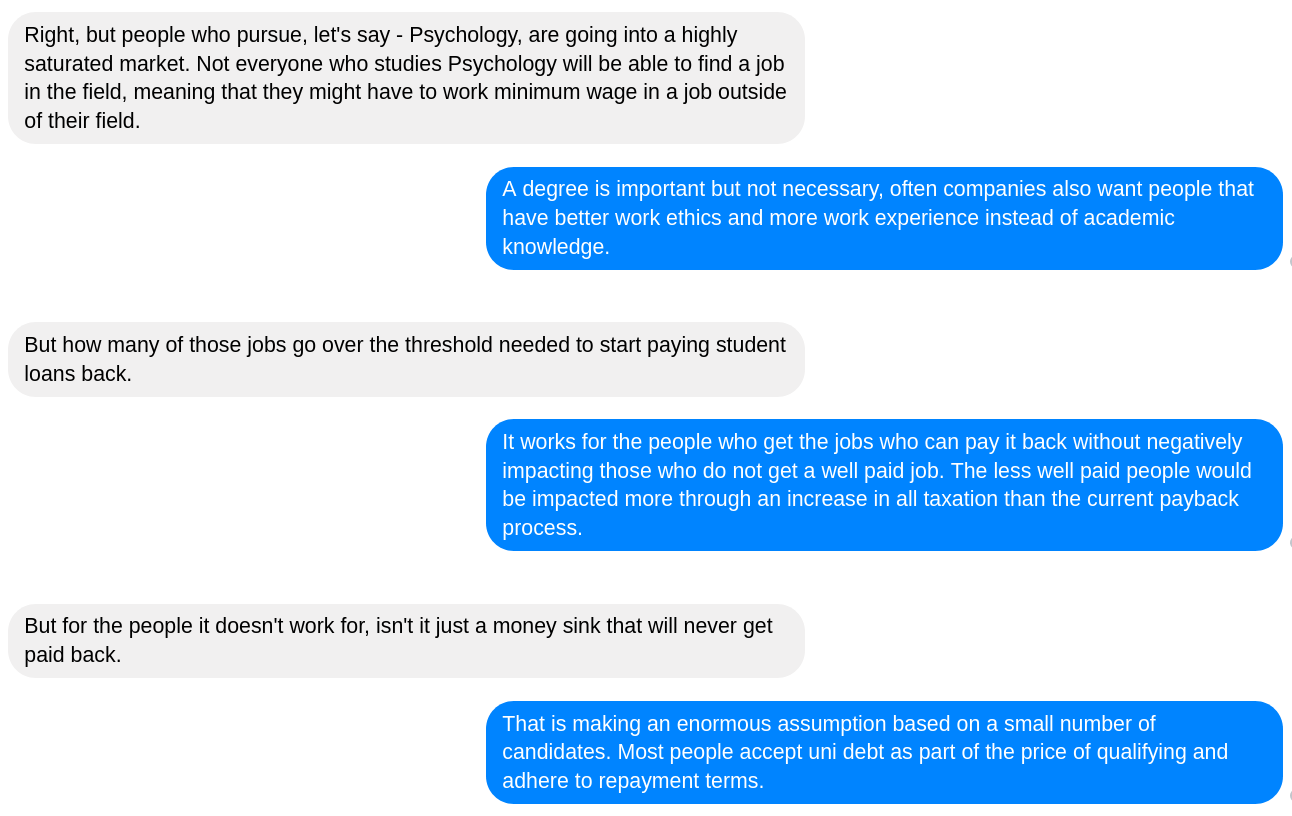 Right, but people who pursue, let's say - Psychology, are going into a highly
saturated market. Not everyone who studies Psychology will be able to find a job
in the field, meaning that they might have to work minimum wage in a job outside
of their field.
A degree is important but not necessary, often companies also want people that
have better work ethics and more work experience instead of academic
knowledge.
But how many of those jobs go over the threshold needed to start paying student
loans back.
It works for the people who get the jobs who can pay it back without negatively
impacting those who do not get a well paid job. The less well paid people would
be impacted more through an increase in all taxation than the current payback
process.
But for the people it doesn't work for, isn't it just a money sink that will never get
paid back.
That is making an enormous assumption based on a small number of
candidates. Most people accept uni debt as part of the price of qualifying and
adhere to repayment terms.